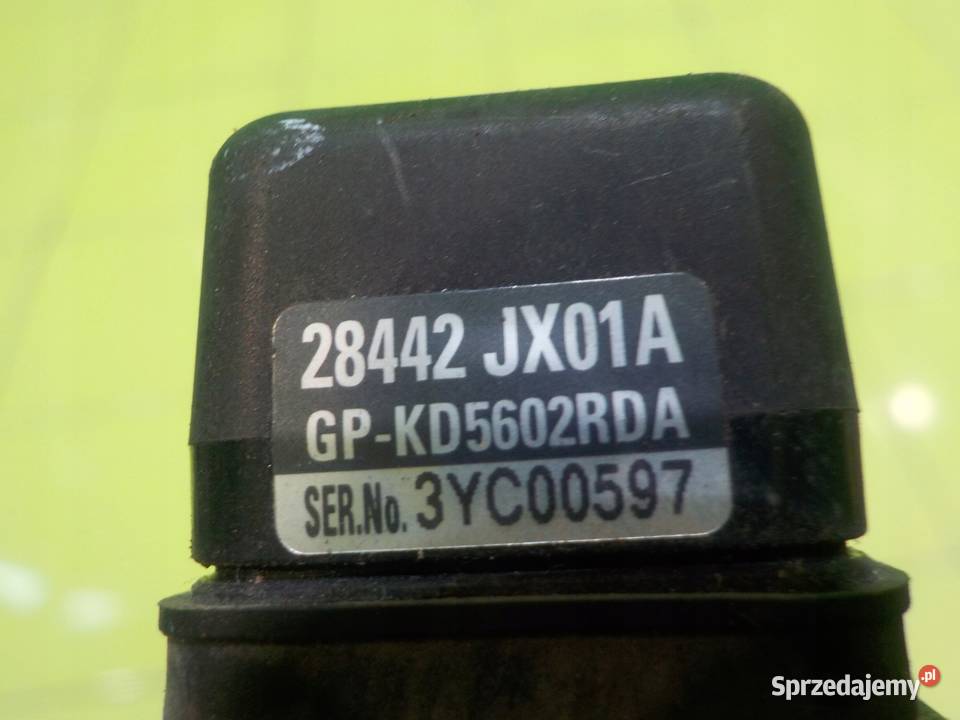 28442 JX01A
GP-KD5602RDA
SER.No. 3YC00597
Sprzedajemy.pl